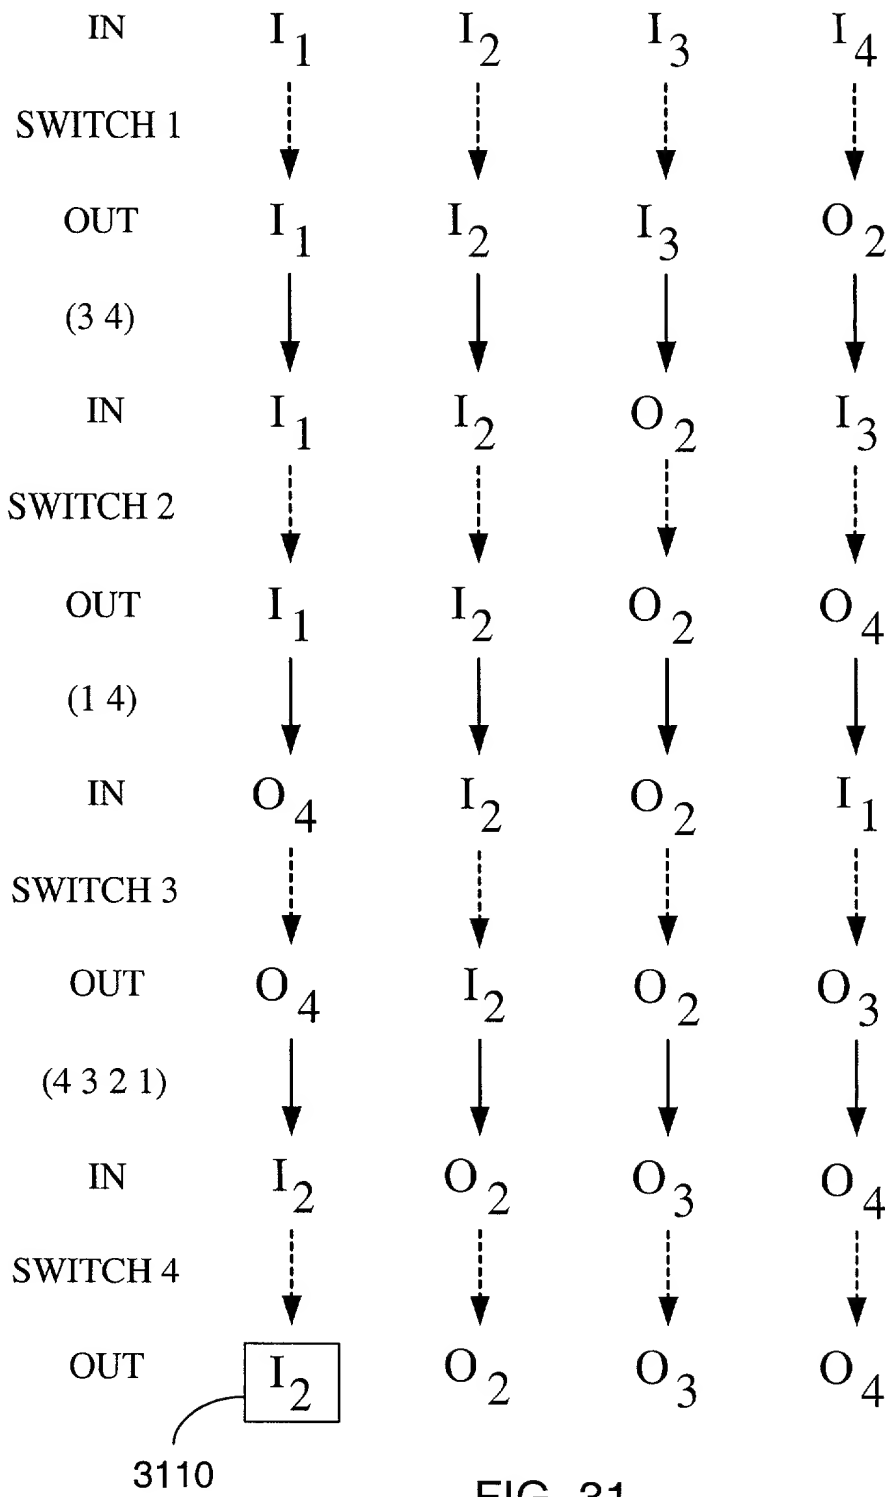 IN I1 I2 I3 I4
SWITCH 1
OUT I1 I2 I3 O2
(3 4)
IN I1 I2 O2 I3
SWITCH 2
OUT I1 I2 O2 O4
(1 4)
IN O4 I2 O2 I1
SWITCH 3
OUT O4 I2 O2 O3
(4 3 2 1)
IN I2 O2 O3 O4
SWITCH 4
OUT I2 O2 O3 O4
3110
FIG. 31